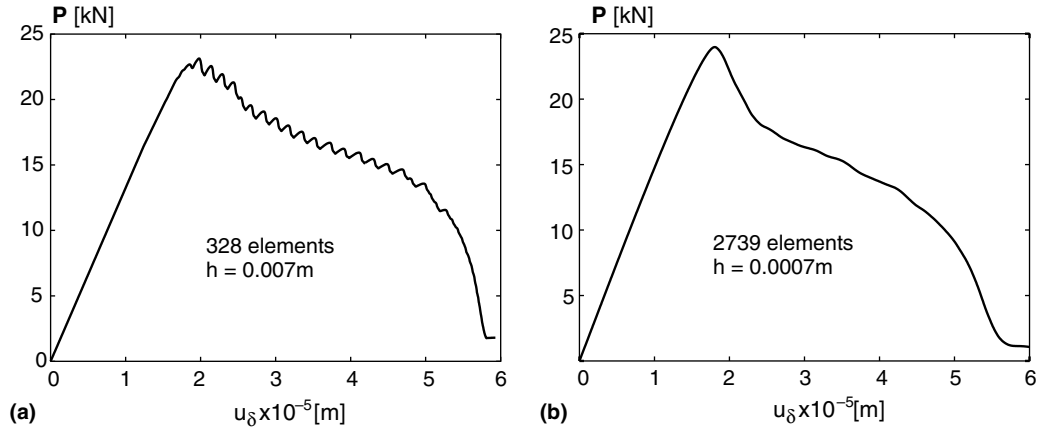 P [kN]
25
20
15
10
5
0
0 1 2 3 4 5 6
328 elements
h = 0.007m
(a)
u_δ x10⁻⁵[m]
P [kN]
25
20
15
10
5
0 1 2 3 4 5 6
2739 elements
h = 0.0007m
(b)
u_δ x10⁻⁵[m]